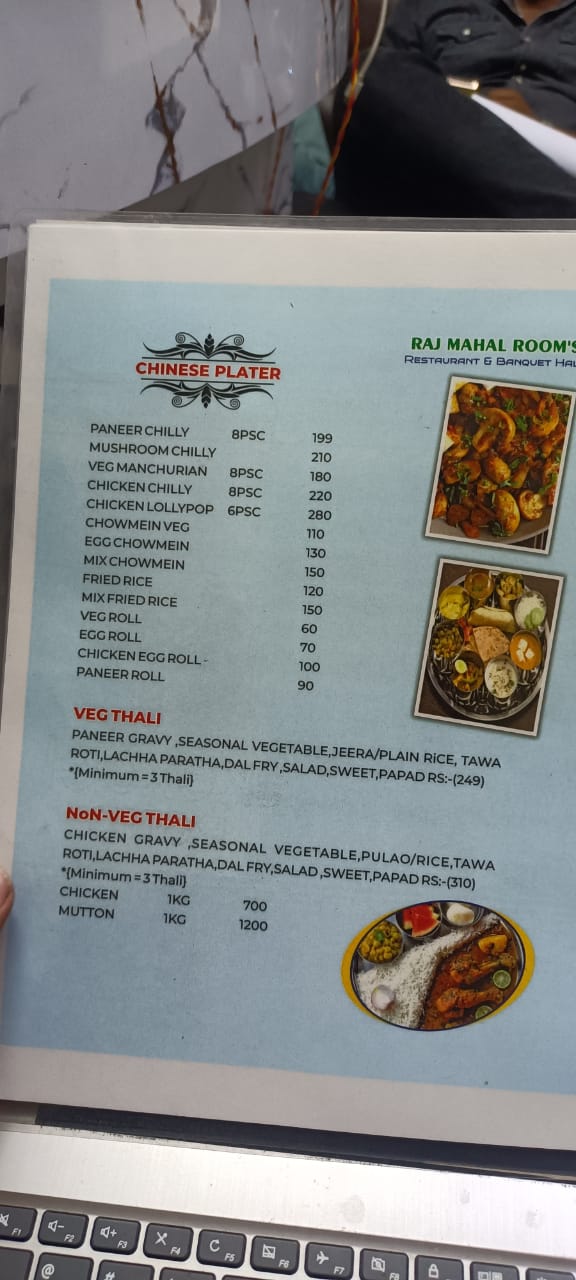 RAJ MAHAL ROOM'S
RESTAURANT & BANQUET HAL
CHINESE PLATER
PANEER CHILLY 8PSC 199
MUSHROOM CHILLY 210
VEG MANCHURIAN 8PSC 180
CHICKEN CHILLY 8PSC 220
CHICKEN LOLLYPOP 6PSC 280
CHOWMEIN VEG 110
EGG CHOWMEIN 130
MIX CHOWMEIN 150
FRIED RICE 120
MIX FRIED RICE 150
VEG ROLL 60
EGG ROLL 70
CHICKEN EGG ROLL - 100
PANEER ROLL 90
VEG THALI
PANEER GRAVY ,SEASONAL VEGETABLE,JEERA/PLAIN RiCE, TAWA
ROTI,LACHHA PARATHA,DAL FRY,SALAD,SWEET,PAPAD RS:-(249)
*{Minimum=3 Thali}
NoN-VEG THALI
CHICKEN GRAVY ,SEASONAL VEGETABLE,PULAO/RICE,TAWA
ROTI,LACHHA PARATHA,DAL FRY,SALAD ,SWEET,PAPAD RS:-(310)
*{Minimum=3 Thali}
CHICKEN 1KG 700
MUTTON 1KG 1200
F1 F2 F3 F4 F5 F6 F7 F8
@ #